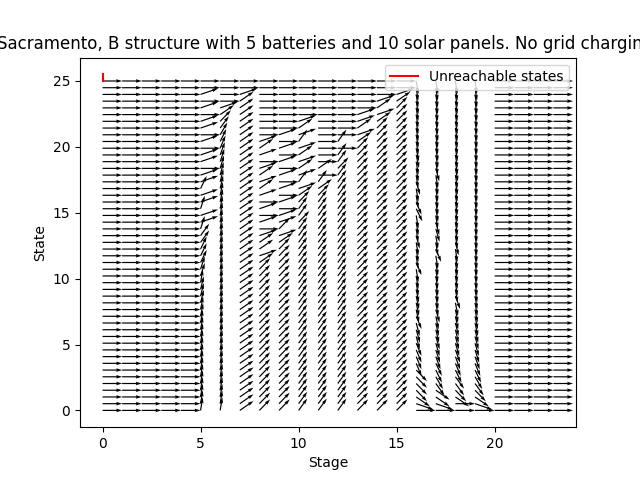 Sacramento, B structure with 5 batteries and 10 solar panels. No grid chargin
Unreachable states
25
20
15
10
5
0
State
0 5 10 15 20
Stage